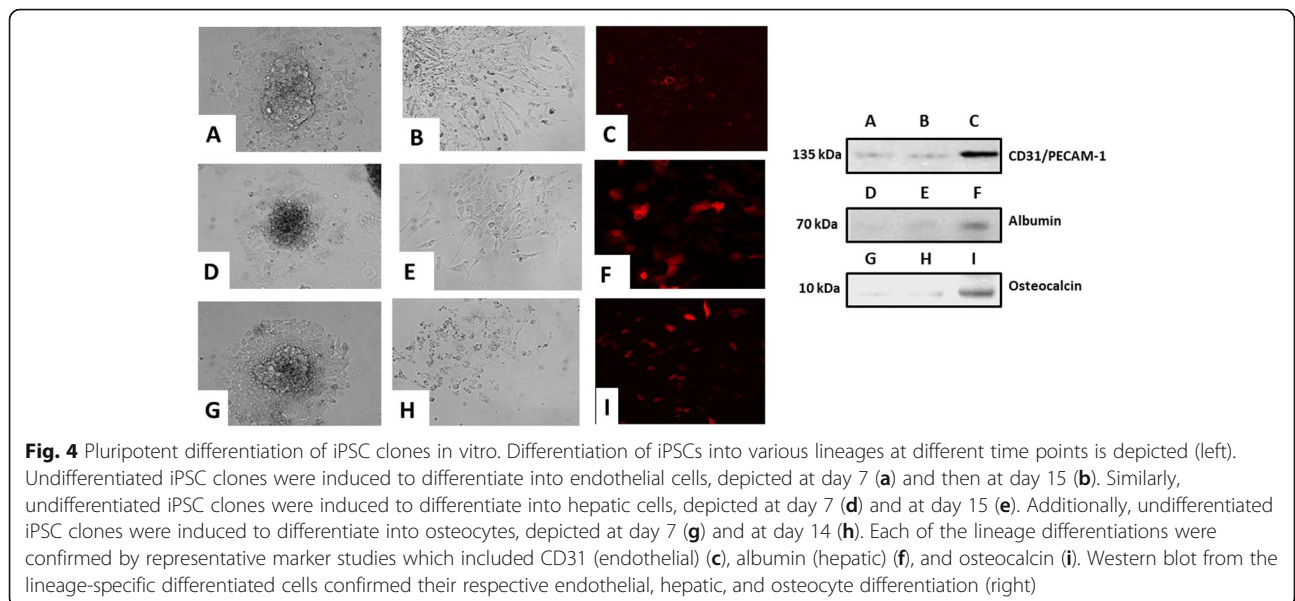 A
B
C
D
E
F
G
H
I
A B C
135 kDa CD31/PECAM-1
D E F
70 kDa Albumin
G H I
10 kDa Osteocalcin
Fig. 4 Pluripotent differentiation of iPSC clones in vitro. Differentiation of iPSCs into various lineages at different time points is depicted (left).
Undifferentiated iPSC clones were induced to differentiate into endothelial cells, depicted at day 7 (a) and then at day 15 (b). Similarly,
undifferentiated iPSC clones were induced to differentiate into hepatic cells, depicted at day 7 (d) and at day 15 (e). Additionally, undifferentiated
iPSC clones were induced to differentiate into osteocytes, depicted at day 7 (g) and at day 14 (h). Each of the lineage differentiations were
confirmed by representative marker studies which included CD31 (endothelial) (c), albumin (hepatic) (f), and osteocalcin (i). Western blot from the
lineage-specific differentiated cells confirmed their respective endothelial, hepatic, and osteocyte differentiation (right)